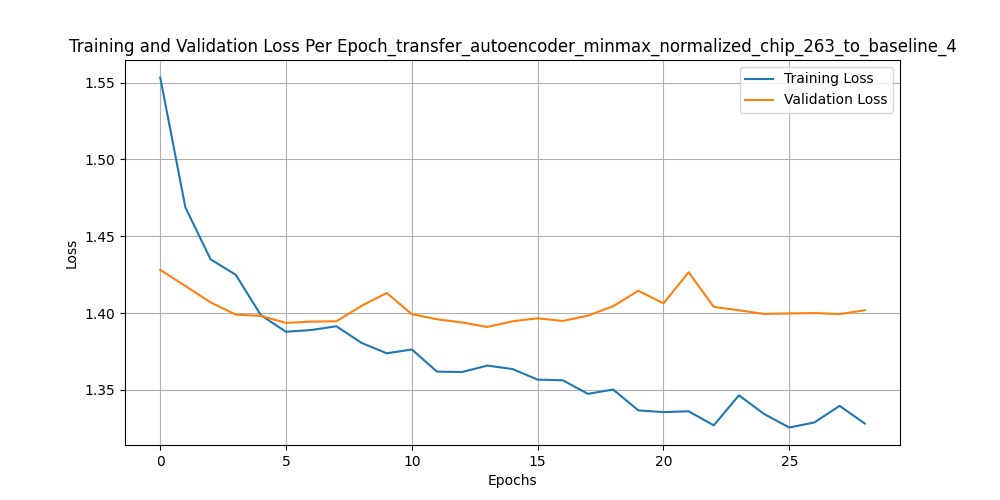 Training and Validation Loss Per Epoch_transfer_autoencoder_minmax_normalized_chip_263_to_baseline_4
Training Loss
Validation Loss
1.55
1.50
1.45
1.40
1.35
Loss
0 5 10 15 20 25
Epochs